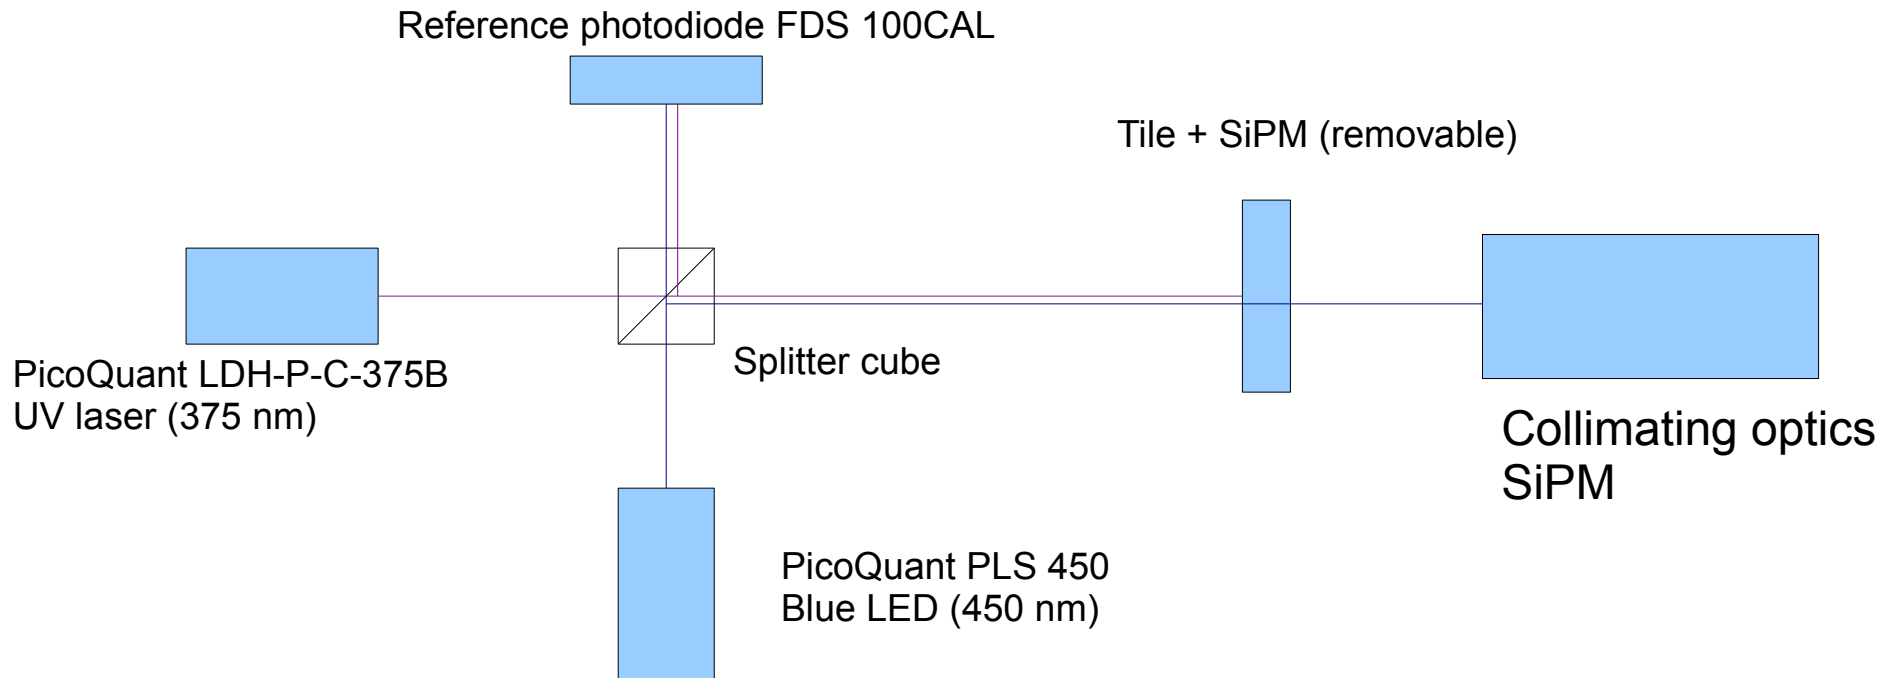 Reference photodiode FDS 100CAL
Tile + SiPM (removable)
Splitter cube
PicoQuant LDH-P-C-375B
UV laser (375 nm)
Collimating optics
SiPM
PicoQuant PLS 450
Blue LED (450 nm)